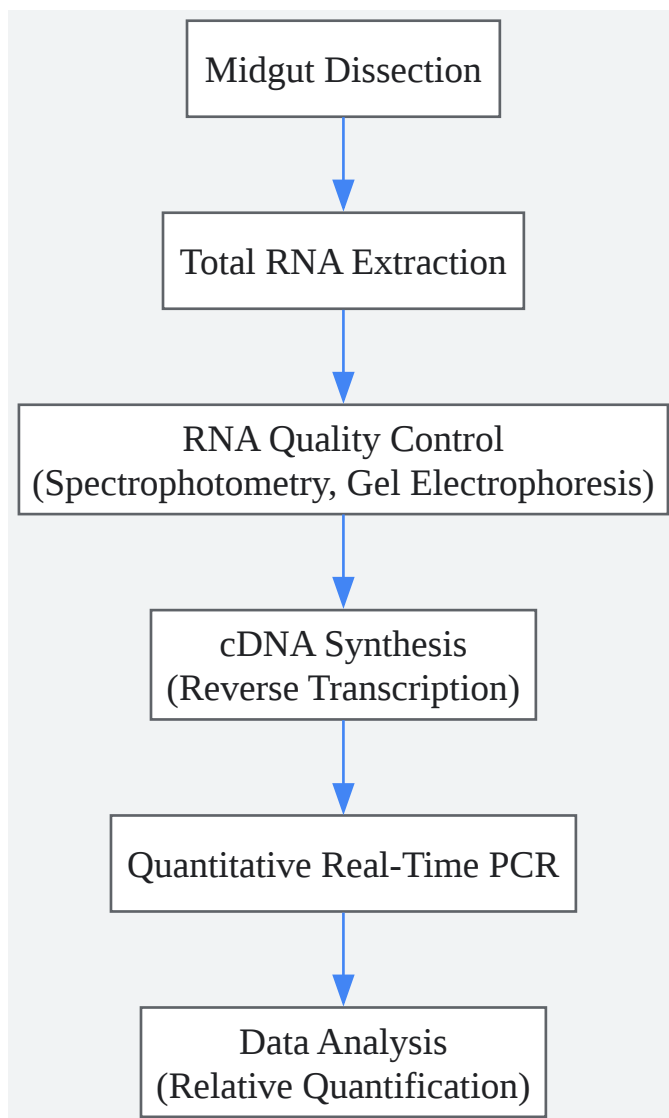 Midgut Dissection
Total RNA Extraction
RNA Quality Control
(Spectrophotometry, Gel Electrophoresis)
cDNA Synthesis
(Reverse Transcription)
Quantitative Real-Time PCR
Data Analysis
(Relative Quantification)